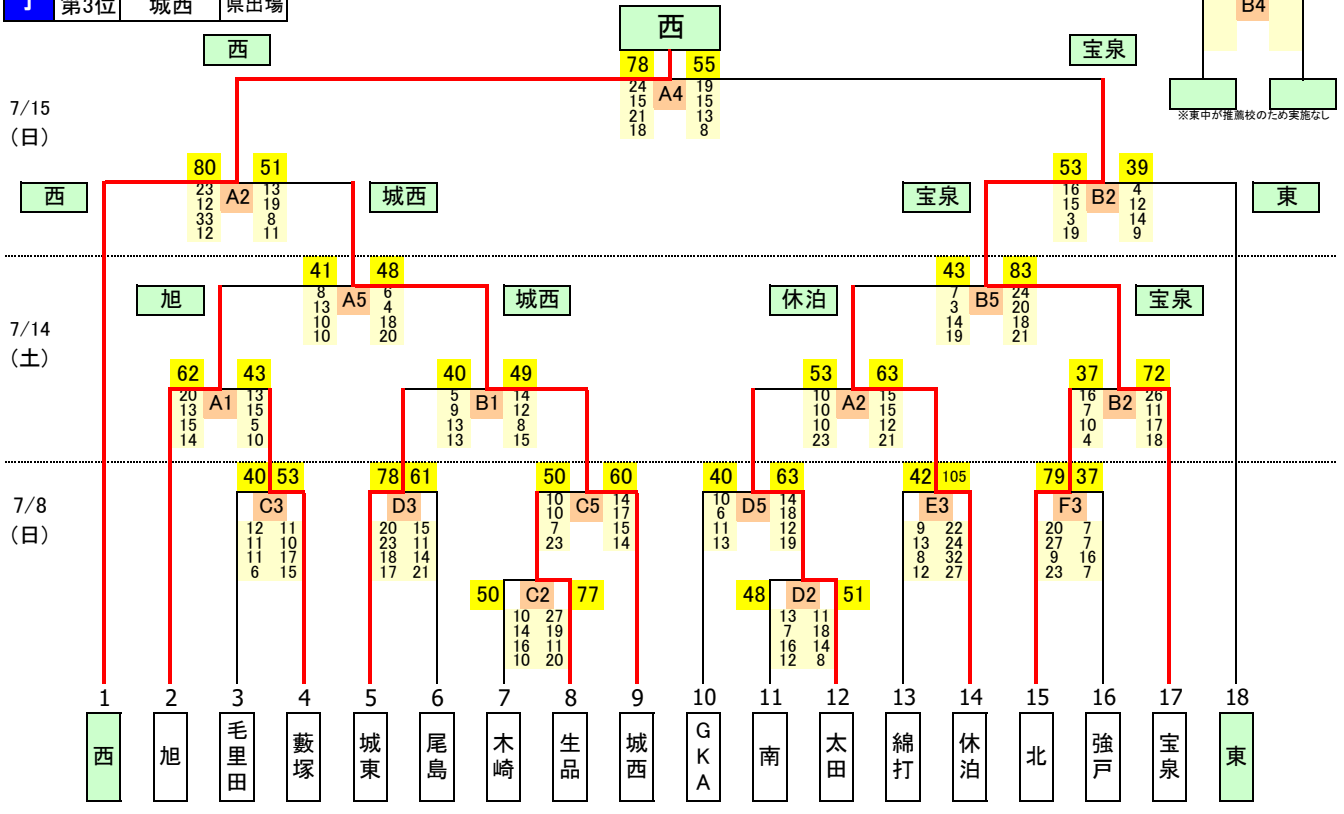 J 第3位 城西 県出場
B4
西
西
宝泉
78 55
24 A4 19
15 15
21 13
18 8
※東中が推薦校のため実施なし
7/15
(日)
80 51
23 A2 13
12 19
33 8
12 11
53 39
16 B2 4
15 12
3 14
19 9
西
城西
宝泉
東
41 48
8 A5 6
13 4
10 18
10 20
43 83
7 B5 24
3 20
14 18
19 21
旭
城西
休泊
宝泉
7/14
(土)
62 43
20 A1 13
13 15
15 5
14 10
40 49
5 B1 14
9 12
13 8
13 15
53 63
10 A2 15
10 15
10 12
23 21
37 72
16 B2 26
7 11
10 17
4 18
7/8
(日)
40 53
C3
12 11
11 10
11 17
6 15
78 61
D3
20 15
23 11
18 14
17 21
50 60
10 C5 14
10 17
7 15
23 14
40 63
10 D5 14
6 18
11 12
13 19
42 105
E3
9 22
13 24
8 32
12 27
79 37
F3
20 7
27 7
9 16
23 7
50 C2 77
10 27
14 19
16 11
10 20
48 D2 51
13 11
7 18
16 14
12 8
1 2 3 4 5 6 7 8 9 10 11 12 13 14 15 16 17 18
西
旭
毛里田
藪塚
城東
尾島
木崎
生品
城西
GKA
南
太田
綿打
休泊
北
強戸
宝泉
東